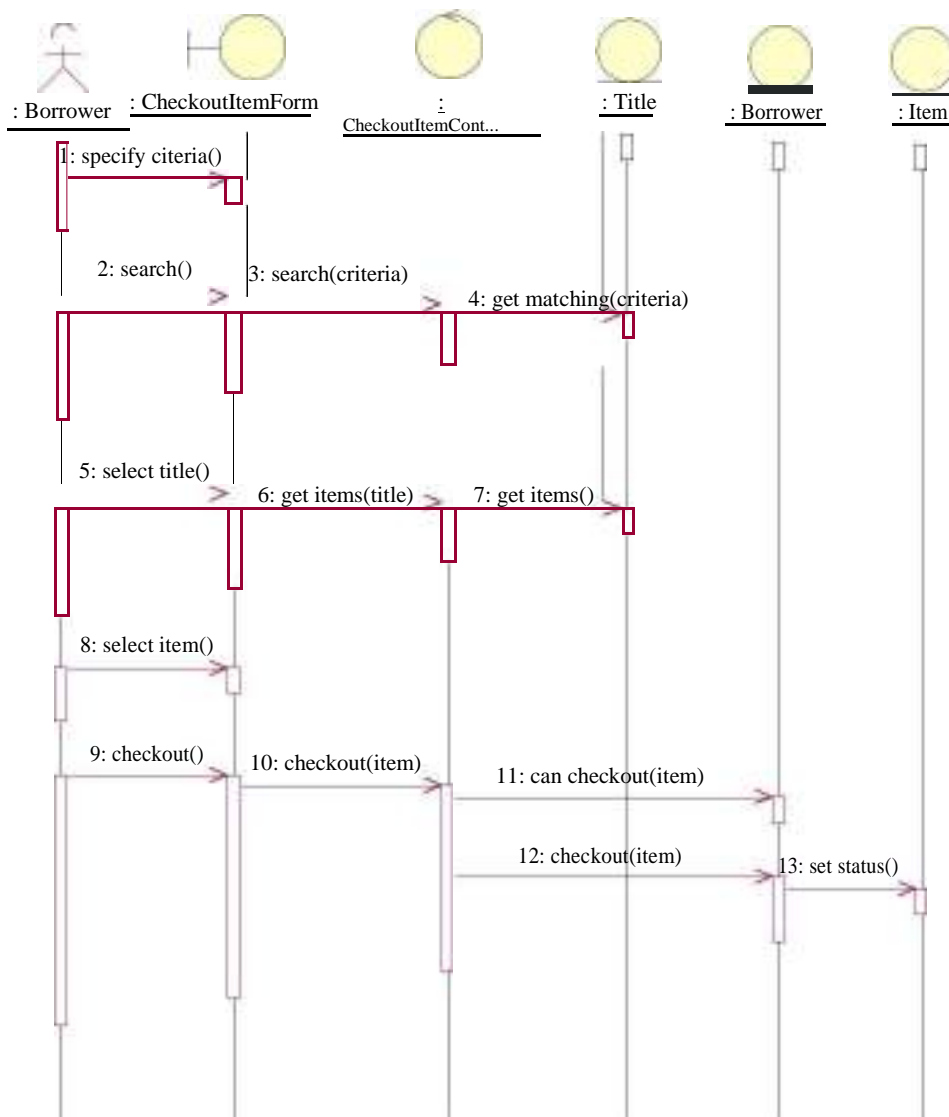 : Borrower
: CheckoutItemForm
:
CheckoutItemCont...
: Title
: Borrower
: Item
1: specify citeria()
2: search()
3: search(criteria)
4: get matching(criteria)
5: select title()
6: get items(title)
7: get items()
8: select item()
9: checkout()
10: checkout(item)
11: can checkout(item)
12: checkout(item)
13: set status()